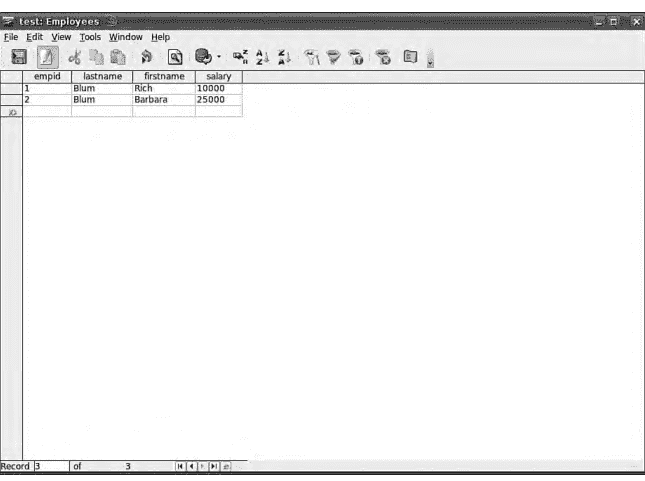 test: Employees
File Edit View Tools Window Help
empid lastname firstname salary
1 Blum Rich 10000
2 Blum Barbara 25000
Record 3 of 3